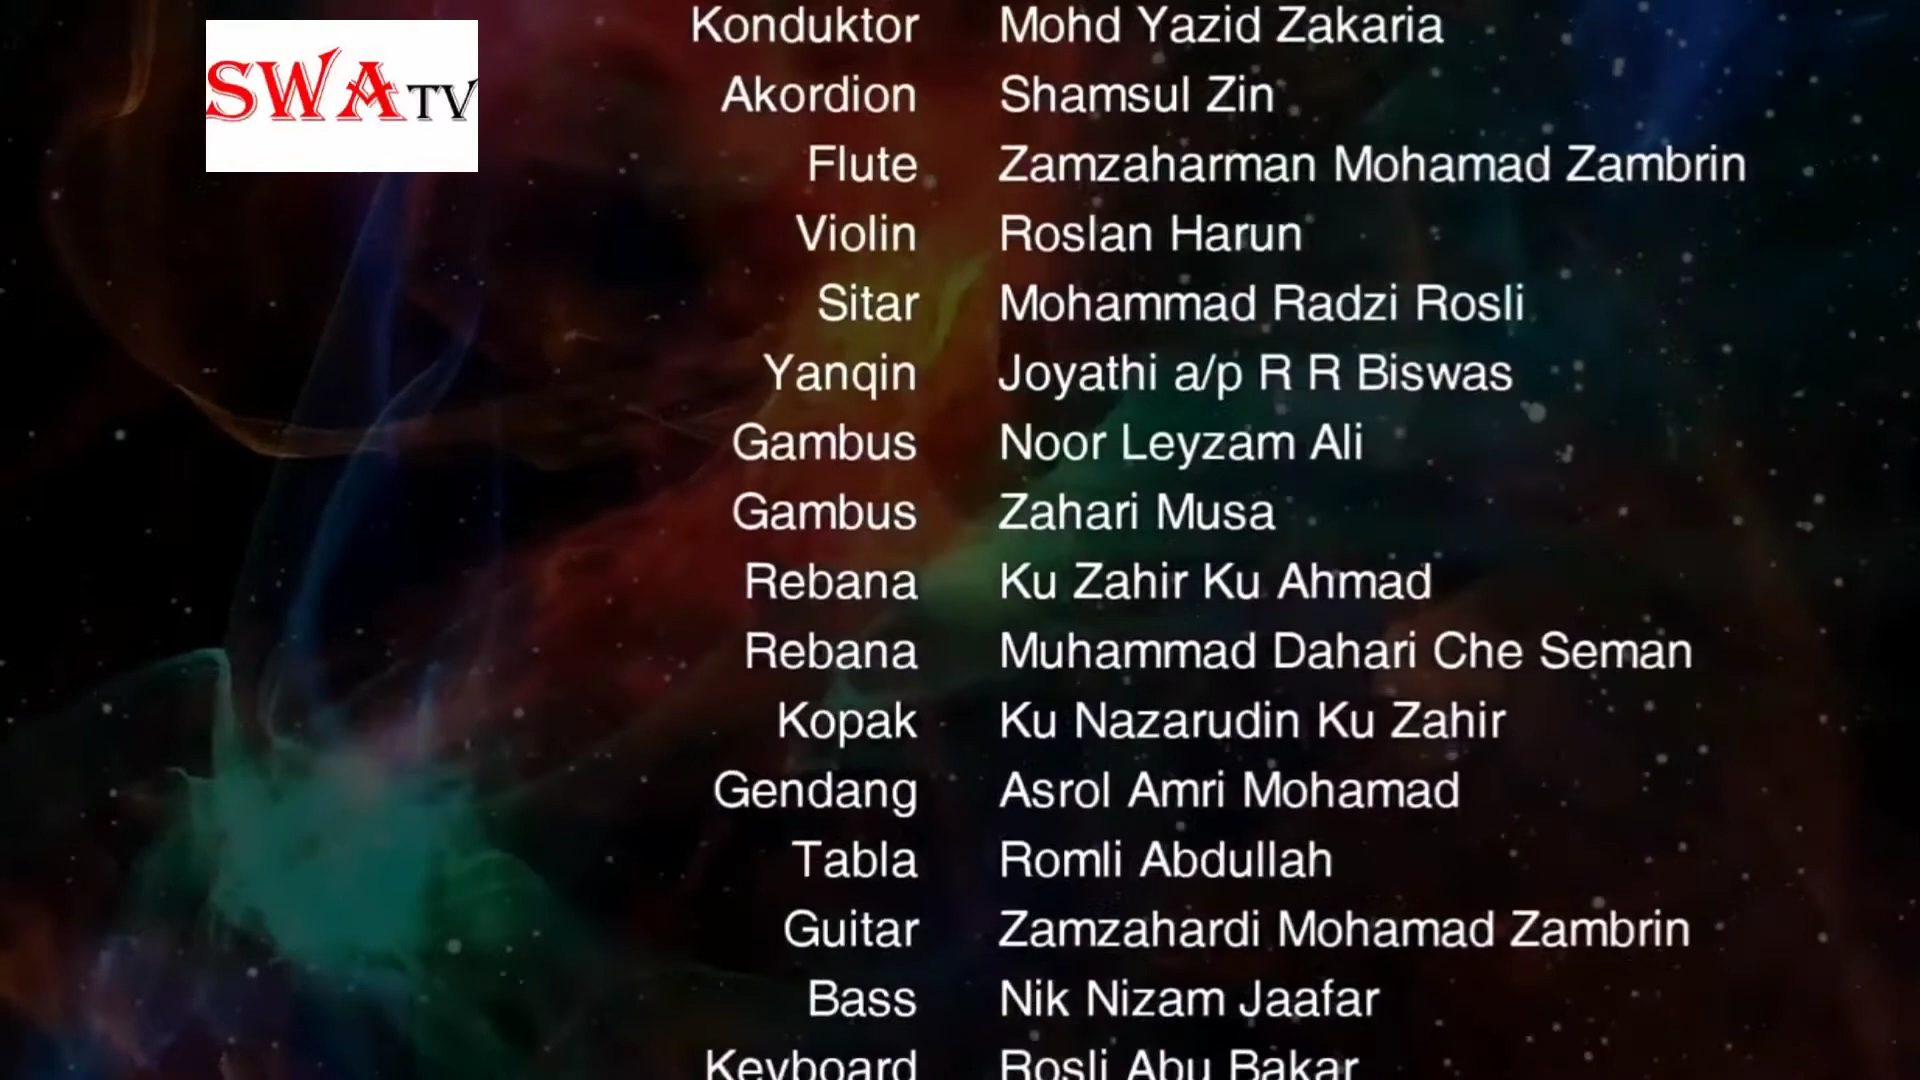 SWA TV
Konduktor Mohd Yazid Zakaria
Akordion Shamsul Zin
Flute Zamzaharman Mohamad Zambrin
Violin Roslan Harun
Sitar Mohammad Radzi Rosli
Yanqin Joyathi a/p R R Biswas
Gambus Noor Leyzam Ali
Gambus Zahari Musa
Rebana Ku Zahir Ku Ahmad
Rebana Muhammad Dahari Che Seman
Kopak Ku Nazarudin Ku Zahir
Gendang Asrol Amri Mohamad
Tabla Romli Abdullah
Guitar Zamzahardi Mohamad Zambrin
Bass Nik Nizam Jaafar
Keyboard Rosli Abu Bakar